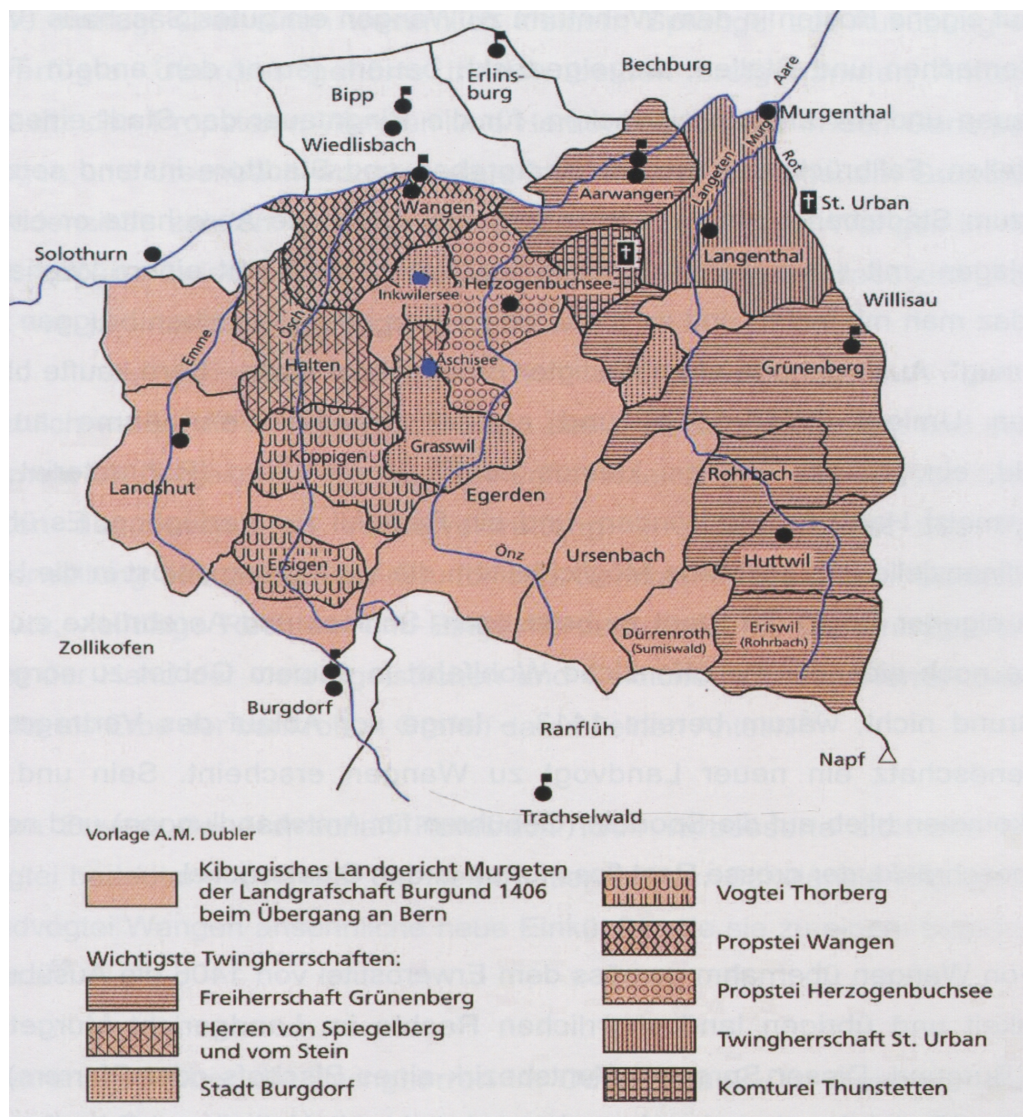 Erlins-
burg
Bechburg
Bipp
Wiedlisbach
Aare
Murgenthal
Murg
Rot
Langeten
Aarwangen
Wangen
St. Urban
Solothurn
Langenthal
Inkwilersee
Herzogenbuchsee
Willisau
Ösch
Emme
Halten
Äschisee
Grünenberg
Grasswil
Koppigen
Rohrbach
Landshut
Egerden
Önz
Ursenbach
Huttwil
Ersigen
Eriswil
(Rohrbach)
Dürrenroth
(Sumiswald)
Zollikofen
Burgdorf
Ranflüh
Napf
Trachselwald
Vorlage A.M. Dubler
Kiburgisches Landgericht Murgeten
der Landgrafschaft Burgund 1406
beim Übergang an Bern
Wichtigste Twingherrschaften:
Freiherrschaft Grünenberg
Herren von Spiegelberg
und vom Stein
Stadt Burgdorf
Vogtei Thorberg
Propstei Wangen
Propstei Herzogenbuchsee
Twingherrschaft St. Urban
Komturei Thunstetten